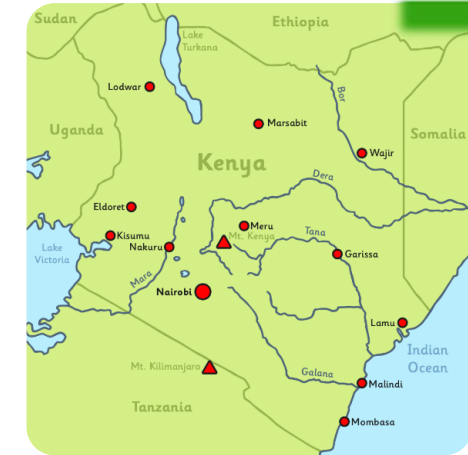 Sudan
Ethiopia
Lake
Turkana
Lodwar
Bor
Marsabit
Uganda
Somalia
Wajir
Kenya
Dera
Eldoret
Meru
Kisumu
Mt. Kenya
Tana
Nakuru
Lake
Victoria
Garissa
Mara
Nairobi
Lamu
Indian
Ocean
Mt. Kilimanjaro
Galana
Malindi
Tanzania
Mombasa